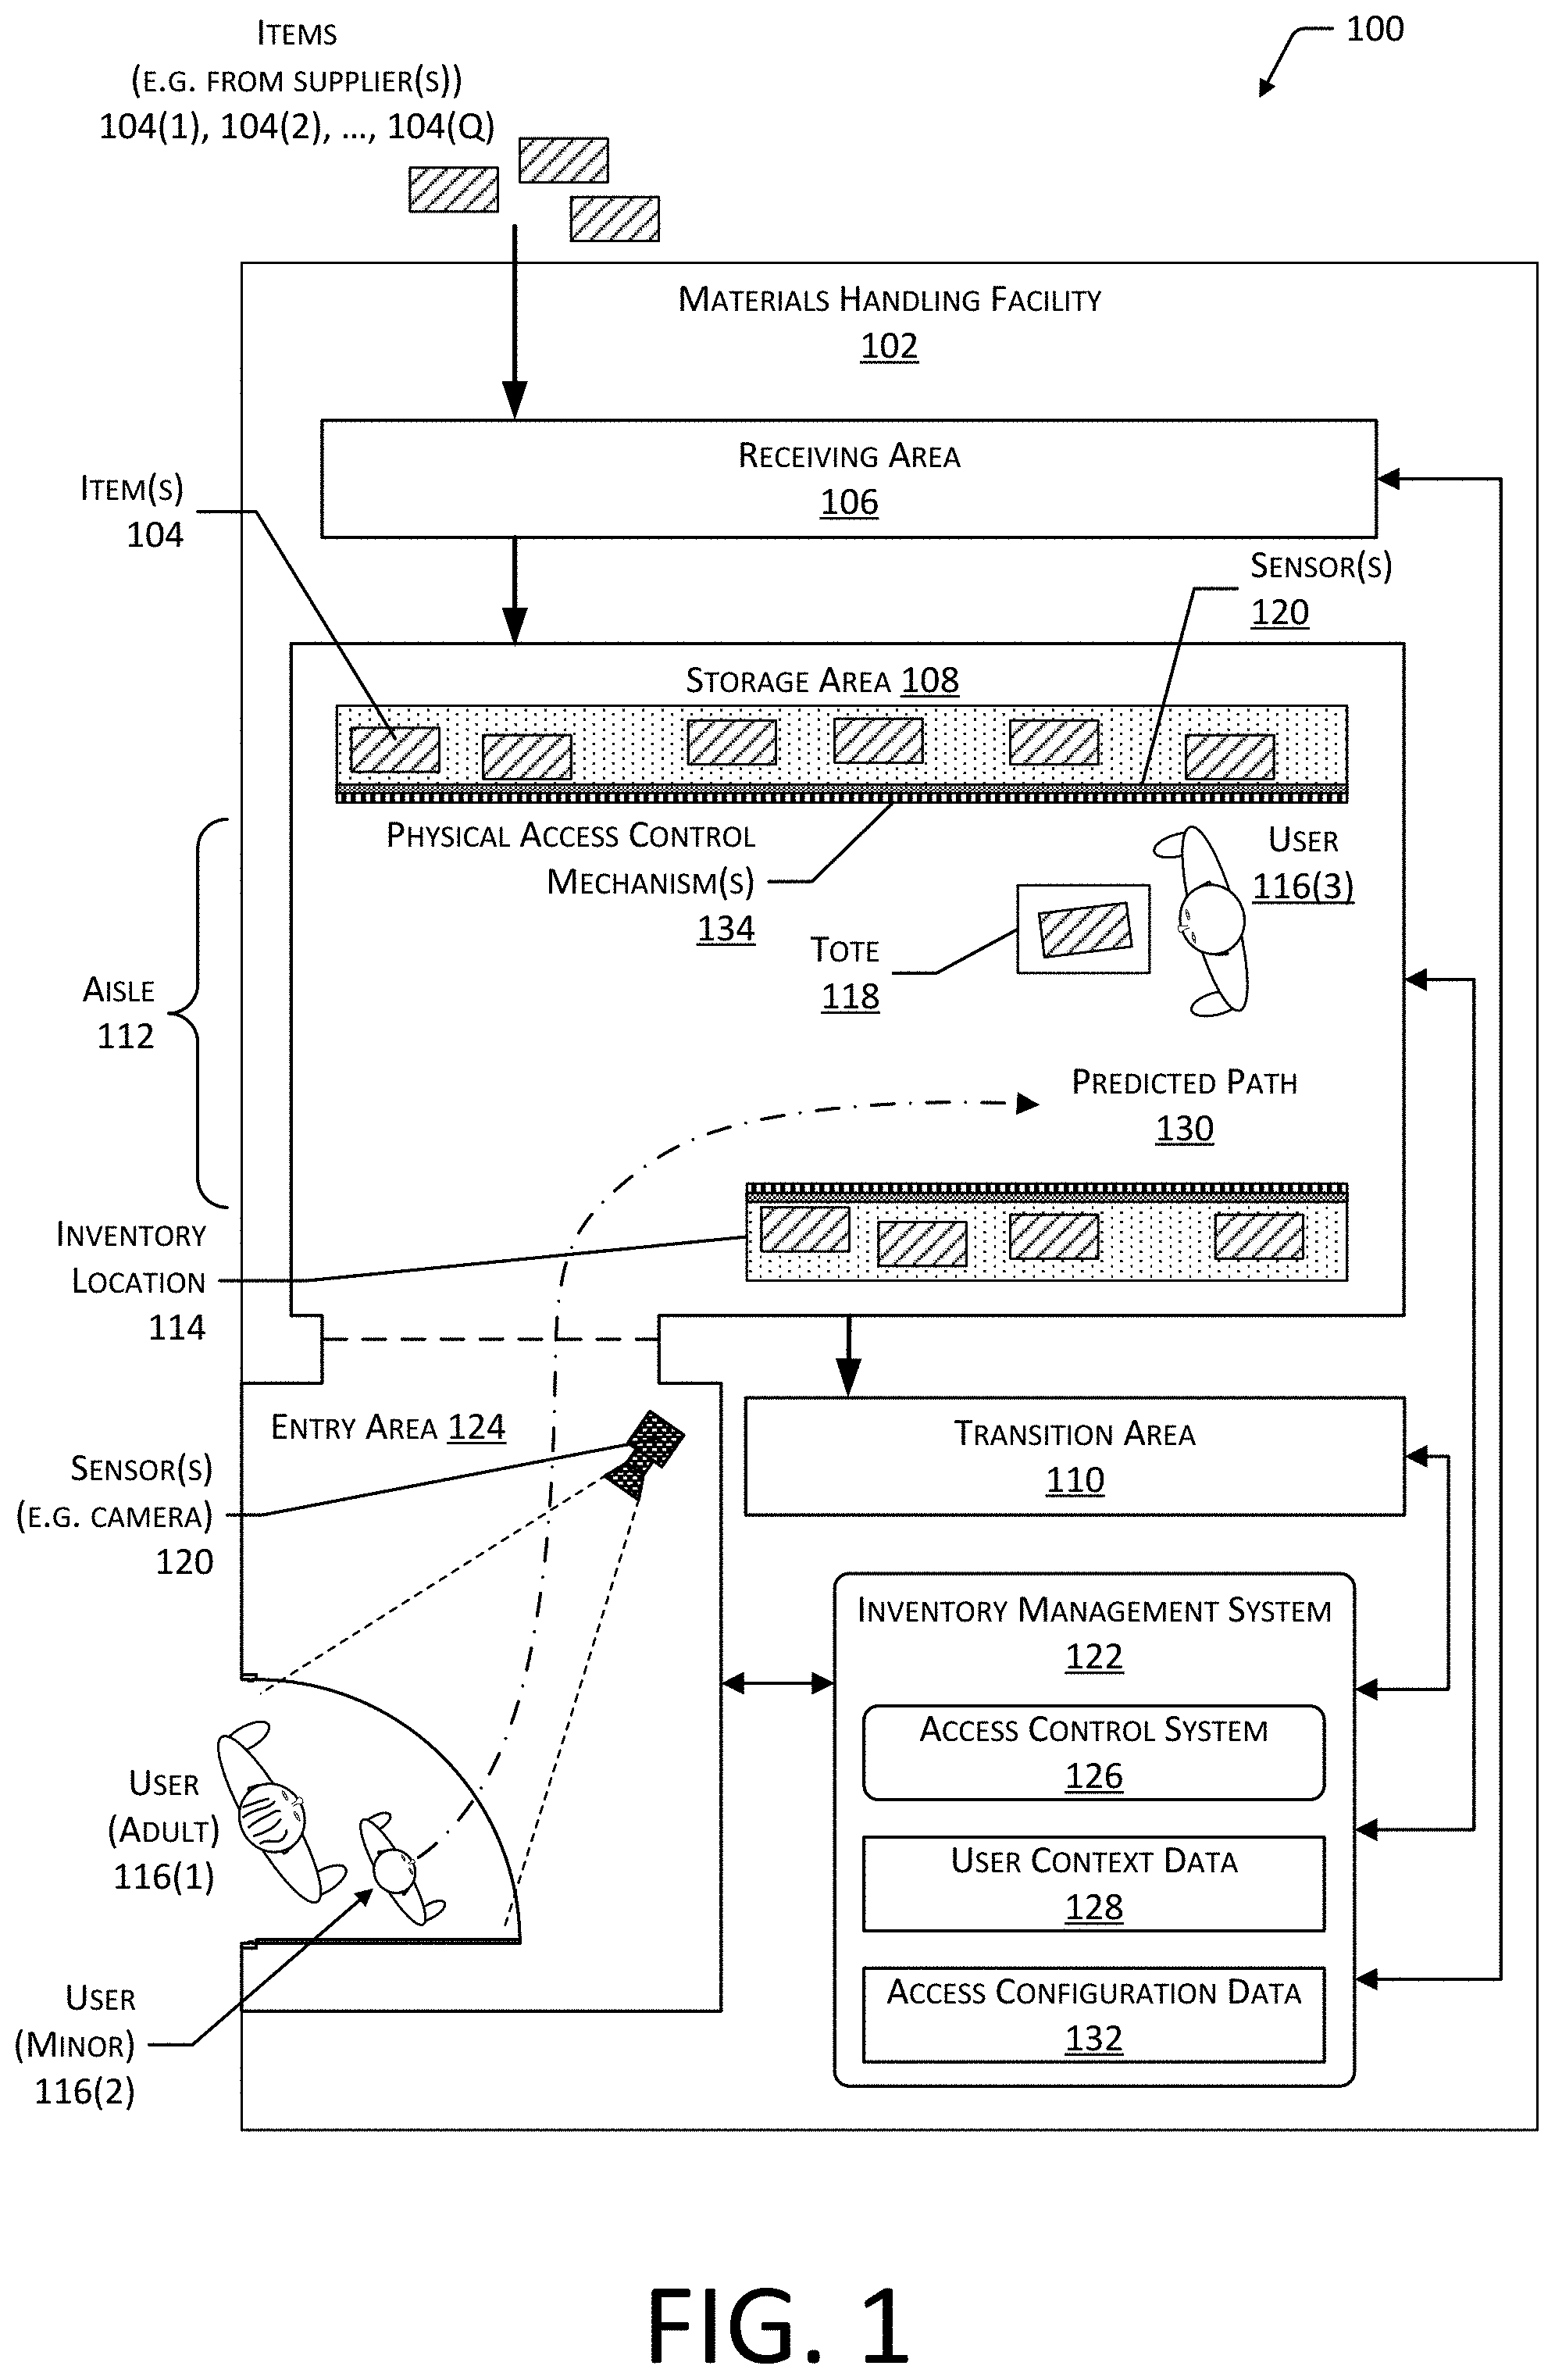 100
Items
(e.g. from supplier(s))
104(1), 104(2), ..., 104(Q)
Materials Handling Facility
102
Receiving Area
106
Item(s)
104
Sensor(s)
120
Storage Area 108
Physical Access Control
Mechanism(s)
134
User
116(3)
Tote
118
Aisle
112
Predicted Path
130
Inventory
Location
114
Entry Area 124
Transition Area
110
Sensor(s)
(e.g. camera)
120
Inventory Management System
122
Access Control System
126
User
(Adult)
116(1)
User Context Data
128
Access Configuration Data
132
User
(Minor)
116(2)
FIG. 1